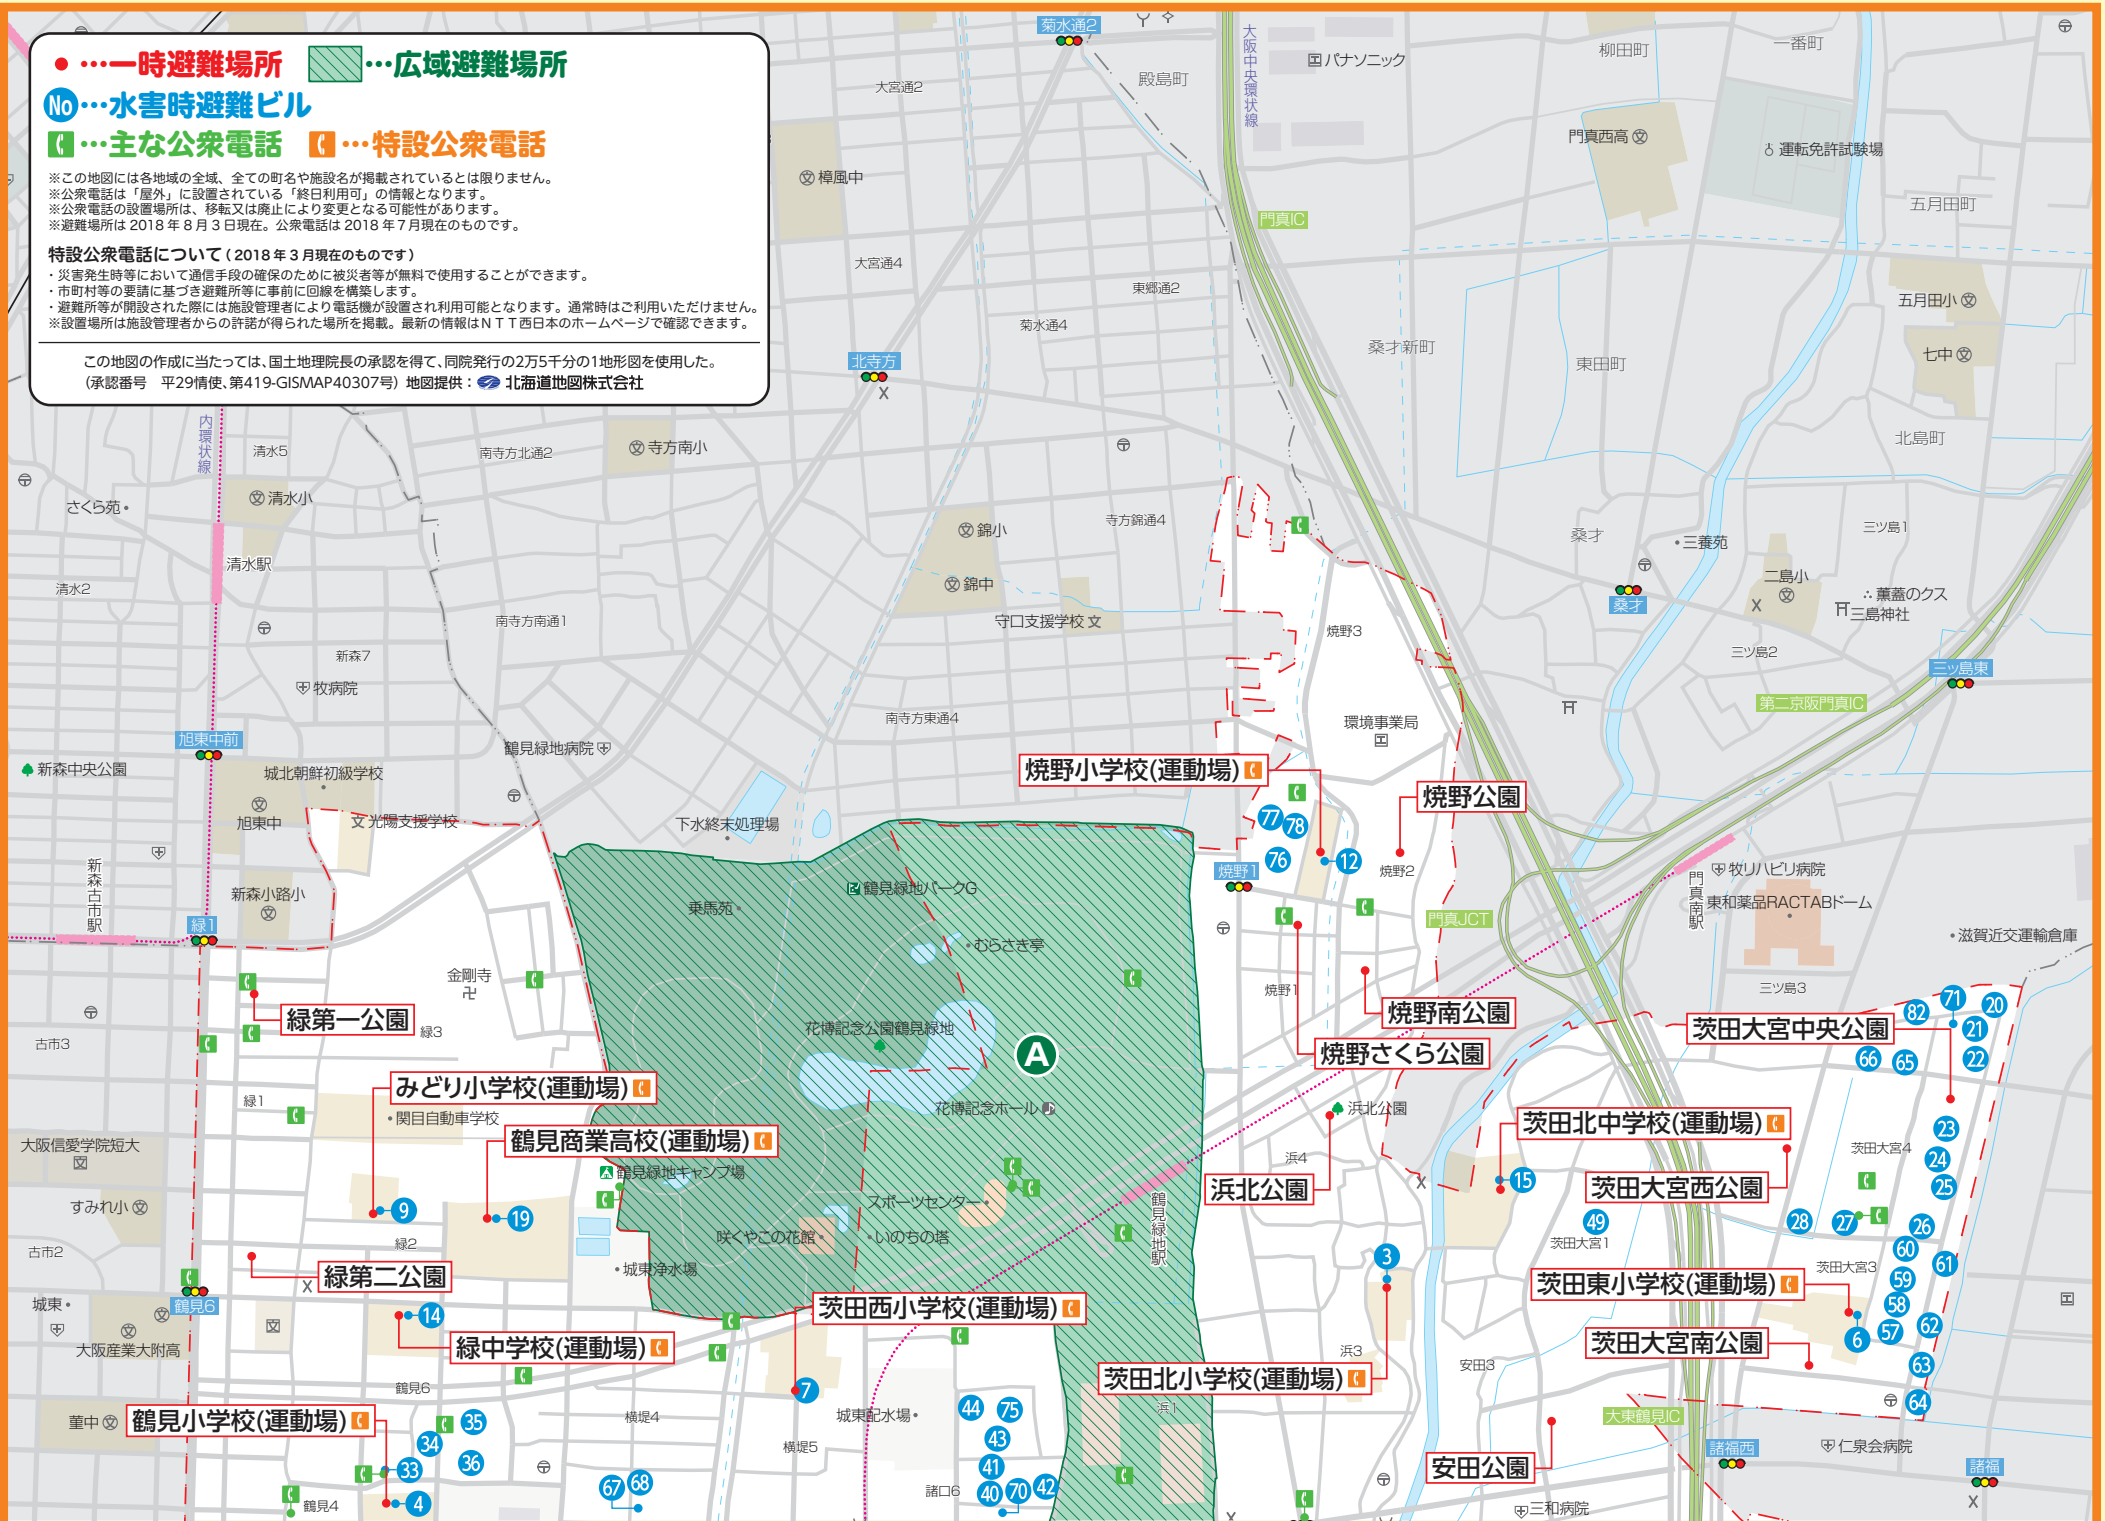 ●…一時避難場所 …広域避難場所
No…水害時避難ビル
…主な公衆電話 …特設公衆電話
※この地図には各地域の全域、全ての町名や施設名が掲載されているとは限りません。
※公衆電話は「屋外」に設置されている「終日利用可」の情報となります。
※公衆電話の設置場所は、移転又は廃止により変更となる可能性があります。
※避難場所は2018年8月3日現在。公衆電話は2018年7月現在のものです。
特設公衆電話について(2018年3月現在のものです)
・災害発生時等において通信手段の確保のために被災者等が無料で使用することができます。
・市町村等の要請に基づき避難所等に事前に回線を構築します。
・避難所等が開設された際には施設管理者により電話機が設置され利用可能となります。通常時はご利用いただけません。
※設置場所は施設管理者からの許諾が得られた場所を掲載。最新の情報はNTT西日本のホームページで確認できます。
この地図の作成に当たっては、国土地理院長の承認を得て、同院発行の2万5千分の1地形図を使用した。
(承認番号 平29情使、第419-GISMAP40307号) 地図提供: 北海道地図株式会社
菊水通2
大阪中央環状線
パナソニック
柳田町
一番町
殿島町
大宮通2
門真西高
運転免許試験場
樟風中
五月田町
門真IC
大宮通4
東郷通2
菊水通4
五月田小
七中
桑才新町
東田町
北寺方
内環状線
清水5
南寺方北通2
寺方南小
北島町
清水小
さくら苑
錦小
寺方錦通4
桑才
三養苑
三ツ島1
清水駅
清水2
錦中
二島小
薫蓋のクス
三島神社
桑才
守口支援学校
南寺方南通1
焼野3
新森7
三ツ島2
三ッ島東
牧病院
第二京阪門真IC
南寺方東通4
環境事業局
旭東中前
鶴見緑地病院
新森中央公園
城北朝鮮初級学校
焼野小学校(運動場)
焼野公園
旭東中
光陽支援学校
下水終末処理場
77
78
76
12
焼野1
焼野2
新森古市駅
新森小路小
鶴見緑地パークG
乗馬苑
むらさき亭
門真JCT
門真南駅
牧リハビリ病院
東和薬品RACTABドーム
滋賀近交運輸倉庫
緑1
金剛寺
焼野1
三ツ島3
緑第一公園
緑3
花博記念公園鶴見緑地
A
焼野南公園
焼野さくら公園
茨田大宮中央公園
82
71
20
21
22
66
65
古市3
緑1
みどり小学校(運動場)
関目自動車学校
花博記念ホール
浜北公園
茨田北中学校(運動場)
茨田大宮4
23
24
25
大阪信愛学院短大
鶴見商業高校(運動場)
鶴見緑地キャンプ場
浜4
浜北公園
15
茨田大宮西公園
すみれ小
9
19
スポーツセンター
鶴見緑地駅
49
28
27
26
古市2
緑2
咲くやこの花館
いのちの塔
茨田大宮1
60
61
緑第二公園
城東浄水場
3
茨田大宮3
59
58
城東
鶴見6
14
茨田西小学校(運動場)
茨田東小学校(運動場)
6
57
62
大阪産業大附高
緑中学校(運動場)
茨田大宮南公園
63
64
鶴見6
7
茨田北小学校(運動場)
浜3
安田3
菫中
鶴見小学校(運動場)
35
34
36
33
横堤4
城東配水場
横堤5
44
75
43
41
40
70
42
浜1
大東鶴見IC
諸福西
仁泉会病院
諸福
安田公園
67
68
諸口6
鶴見4
4
三和病院